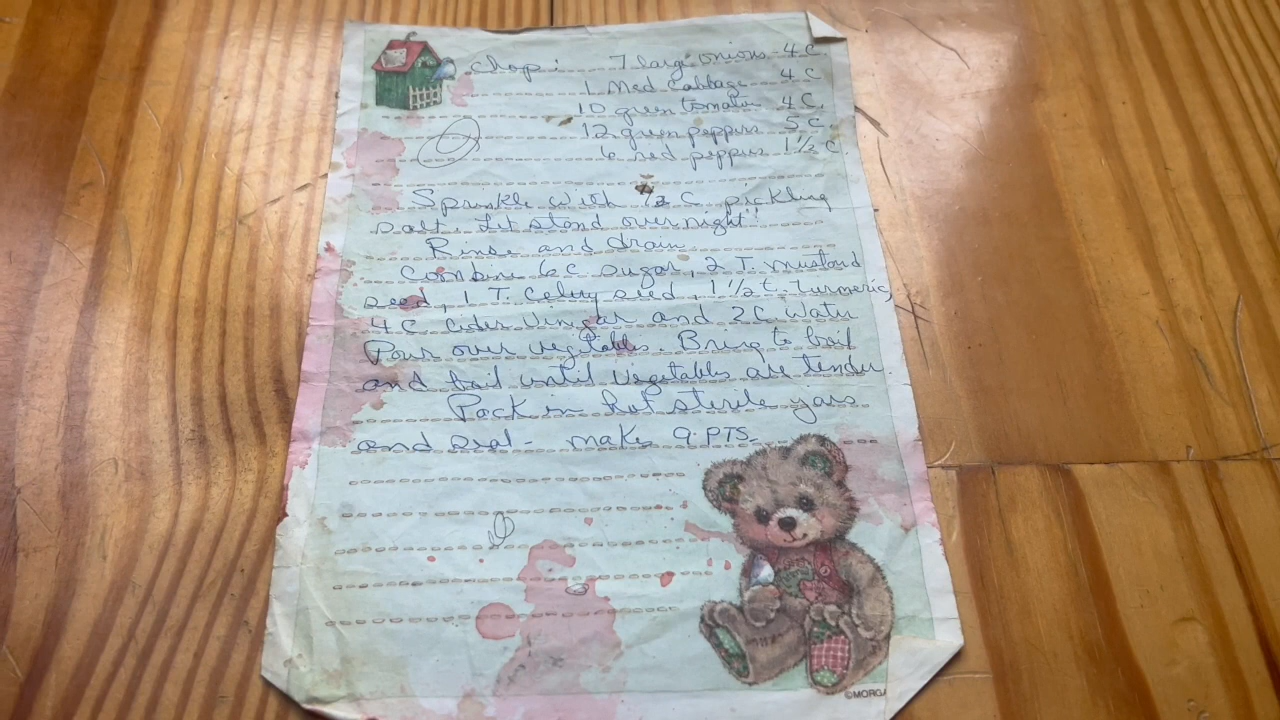 Chop: 7 large onions - 4 C.
1 Med Cabbage 4 C
10 green tomatoes 4 C.
12 green peppers 5 C
6 red peppers 1 1/2 C
Sprinkle with 1/2 C pickling
salt. Let stand overnight!
Rinse and drain
Combine 6 c sugar, 2 T. mustard
seed, 1 T. Celery seed, 1 1/2 t. turmeric,
4 C Cider Vinegar and 2 C Water
Pour over vegetables. Bring to boil
and boil until vegetables are tender.
Pack in hot sterile jars
and seal - makes 9 PTS-
©MORGA